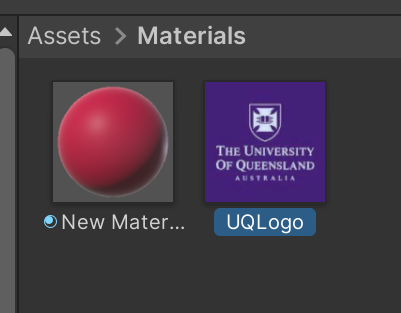 Assets > Materials
THE UNIVERSITY
OF QUEENSLAND
AUSTRALIA
New Mater...
UQLogo